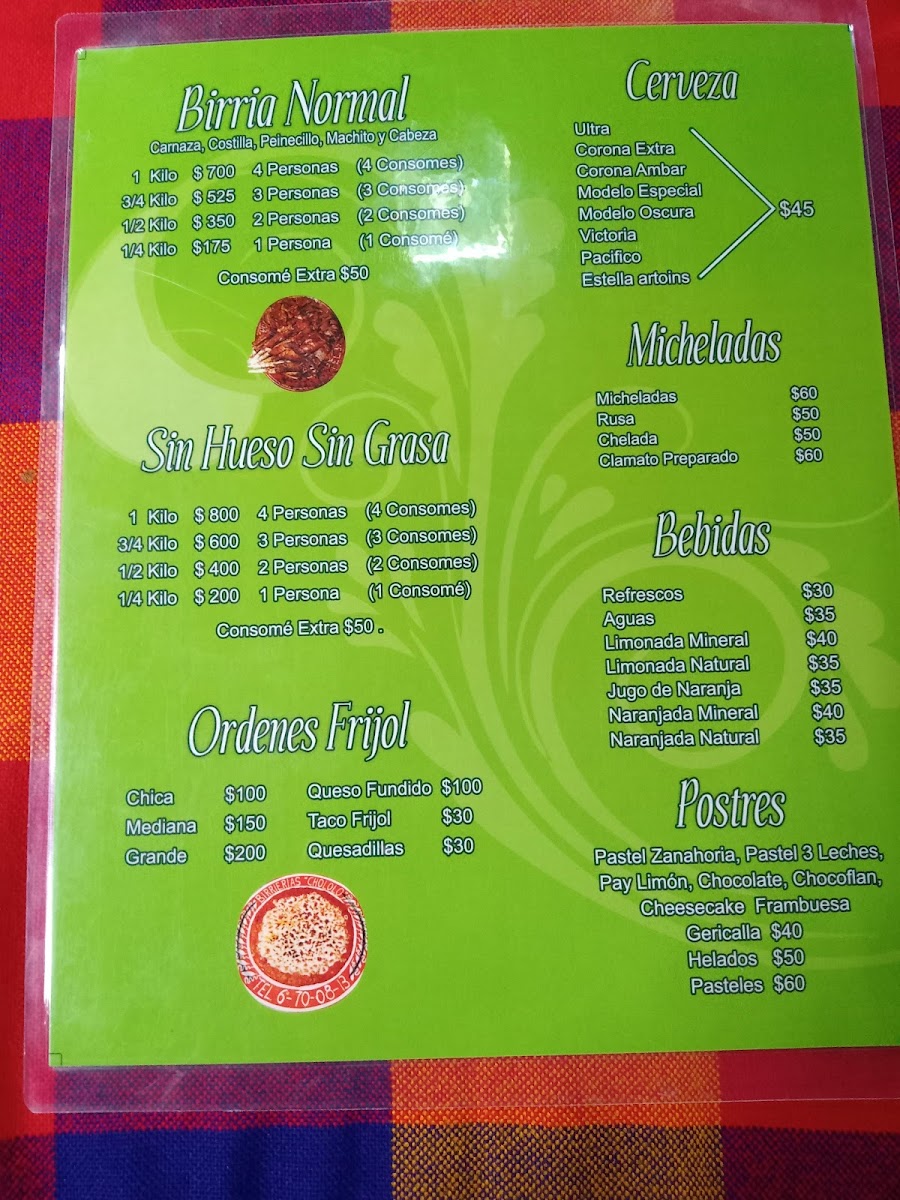 Birria Normal
Carnaza, Costilla, Peinecillo, Machito y Cabeza
1 Kilo $700 4 Personas (4 Consomes)
3/4 Kilo $525 3 Personas (3 Consomes)
1/2 Kilo $350 2 Personas (2 Consomes)
1/4 Kilo $175 1 Persona (1 Consomé)
Consomé Extra $50
Sin Hueso Sin Grasa
1 Kilo $800 4 Personas (4 Consomes)
3/4 Kilo $600 3 Personas (3 Consomes)
1/2 Kilo $400 2 Personas (2 Consomes)
1/4 Kilo $200 1 Persona (1 Consomé)
Consomé Extra $50 .
Ordenes Frijol
Chica $100 Queso Fundido $100
Mediana $150 Taco Frijol $30
Grande $200 Quesadillas $30
BIRRIERIAS "CHOLOLO"
TEL 6-70-08-13
Cerveza
Ultra
Corona Extra
Corona Ambar
Modelo Especial
Modelo Oscura
$45
Victoria
Pacifico
Estella artoins
Micheladas
Micheladas $60
Rusa $50
Chelada $50
Clamato Preparado $60
Bebidas
Refrescos $30
Aguas $35
Limonada Mineral $40
Limonada Natural $35
Jugo de Naranja $35
Naranjada Mineral $40
Naranjada Natural $35
Postres
Pastel Zanahoria, Pastel 3 Leches,
Pay Limón, Chocolate, Chocoflan,
Cheesecake Frambuesa
Gericalla $40
Helados $50
Pasteles $60